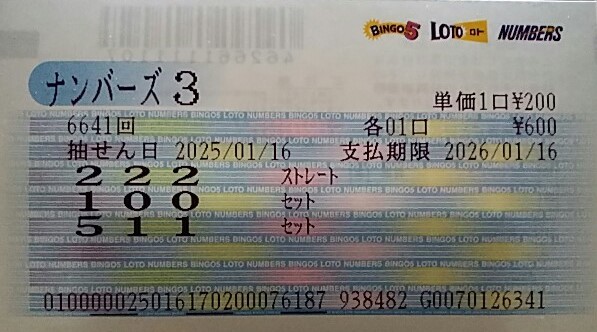 BINGO5 LOTO ロト NUMBERS
ナンバーズ3
単価1口¥200
6641回 各01口 ¥600
抽せん日 2025/01/16 支払期限 2026/01/16
222 ストレート
100 セット
511 セット
01000002501617020007618７ 938482 G0070126341